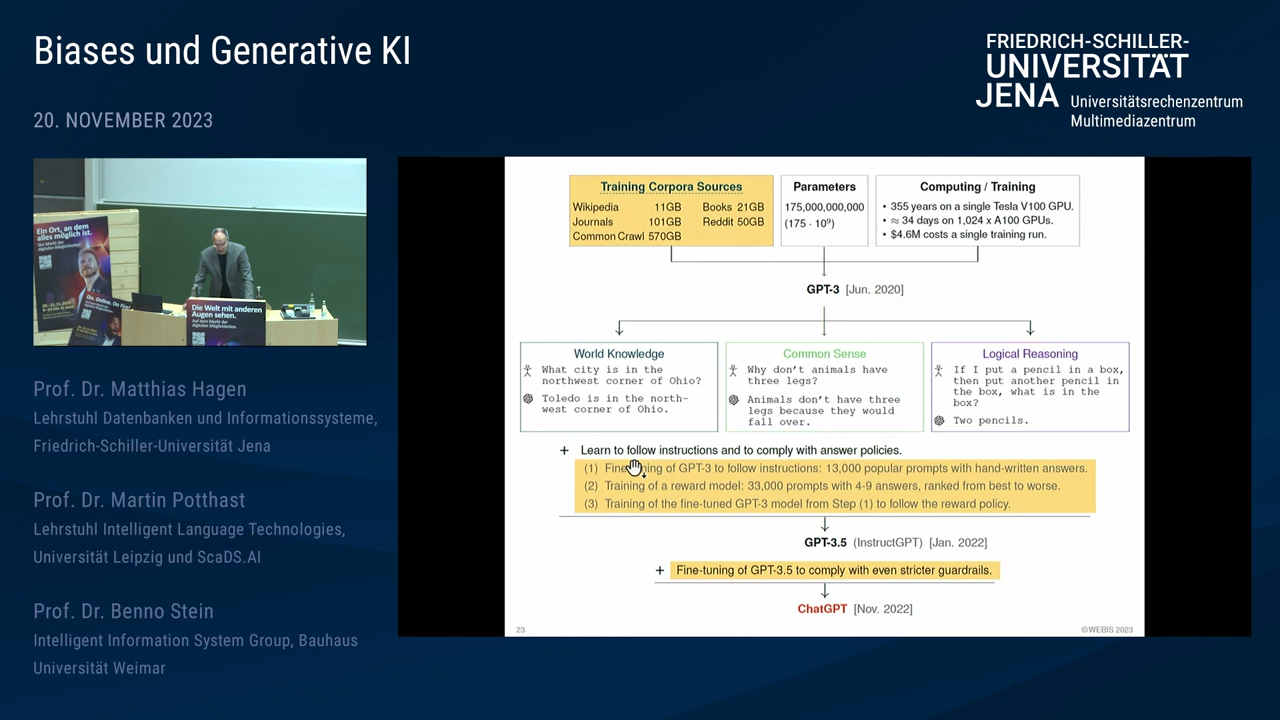 Biases und Generative KI
20. NOVEMBER 2023
FRIEDRICH-SCHILLER-
UNIVERSITÄT
JENA Universitätsrechenzentrum
Multimediazentrum
Ein Ort, an dem
alles möglich ist.
Die Welt mit anderen
Augen sehen.
Auf dem Markt der
digitalen Möglichkeiten.
Prof. Dr. Matthias Hagen
Lehrstuhl Datenbanken und Informationssysteme,
Friedrich-Schiller-Universität Jena
Prof. Dr. Martin Potthast
Lehrstuhl Intelligent Language Technologies,
Universität Leipzig und ScaDS.AI
Prof. Dr. Benno Stein
Intelligent Information System Group, Bauhaus
Universität Weimar
Training Corpora Sources
Wikipedia 11GB Books 21GB
Journals 101GB Reddit 50GB
Common Crawl 570GB
Parameters
175,000,000,000
(175 · 10⁹)
Computing / Training
• 355 years on a single Tesla V100 GPU.
• ≈ 34 days on 1,024 x A100 GPUs.
• $4.6M costs a single training run.
GPT-3 [Jun. 2020]
World Knowledge
What city is in the
northwest corner of Ohio?
Toledo is in the north-
west corner of Ohio.
Common Sense
Why don't animals have
three legs?
Animals don't have three
legs because they would
fall over.
Logical Reasoning
If I put a pencil in a box,
then put another pencil in
the box, what is in the
box?
Two pencils.
+ Learn to follow instructions and to comply with answer policies.
(1) Fine-tuning of GPT-3 to follow instructions: 13,000 popular prompts with hand-written answers.
(2) Training of a reward model: 33,000 prompts with 4-9 answers, ranked from best to worse.
(3) Training of the fine-tuned GPT-3 model from Step (1) to follow the reward policy.
GPT-3.5 (InstructGPT) [Jan. 2022]
+ Fine-tuning of GPT-3.5 to comply with even stricter guardrails.
ChatGPT [Nov. 2022]
23
©WEBIS 2023